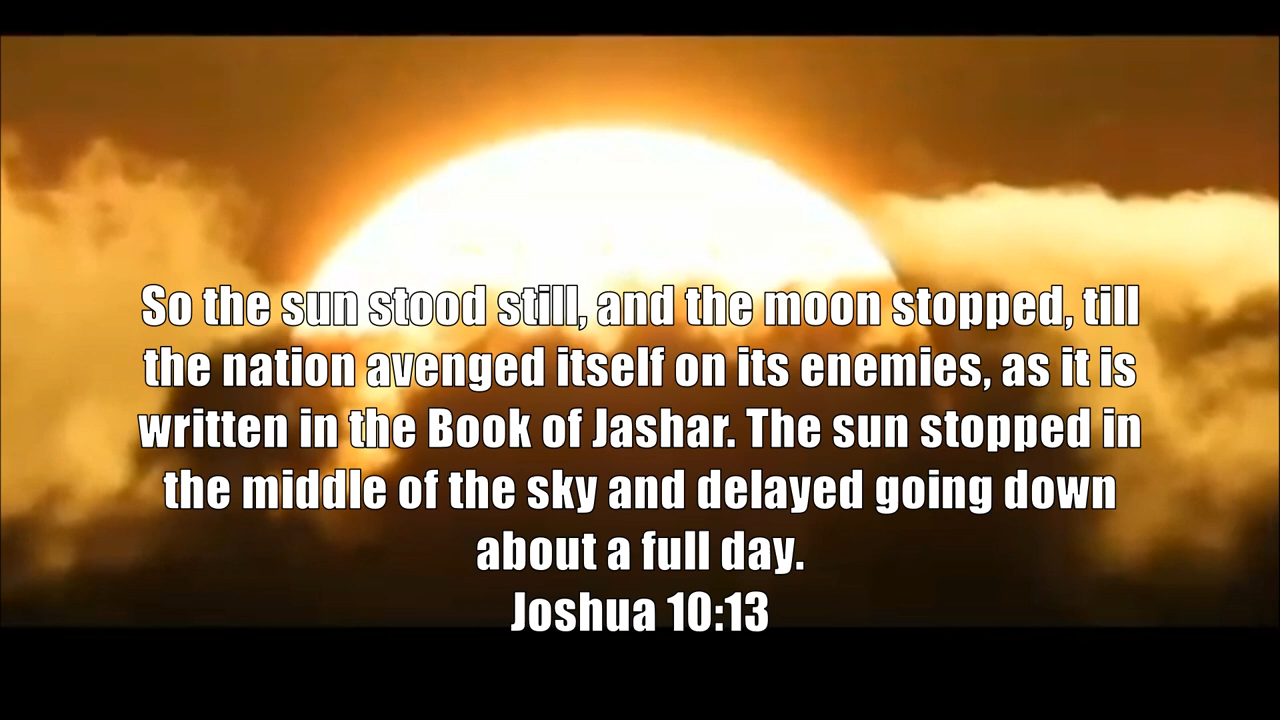 So the sun stood still, and the moon stopped, till
the nation avenged itself on its enemies, as it is
written in the Book of Jashar. The sun stopped in
the middle of the sky and delayed going down
about a full day.
Joshua 10:13